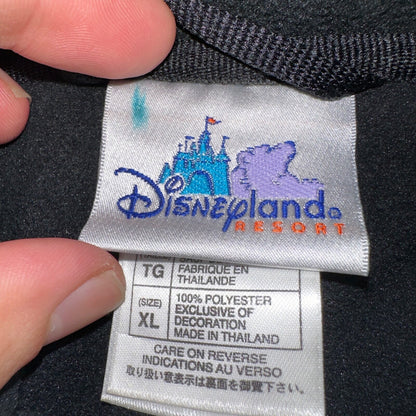 Disneyland
RESORT
TG
FABRIQUE EN
THAILANDE
(SIZE)
XL
100% POLYESTER
EXCLUSIVE OF
DECORATION
MADE IN THAILAND
CARE ON REVERSE
INDICATIONS AU VERSO
取り扱い意表示は裏面を御覧下さい。